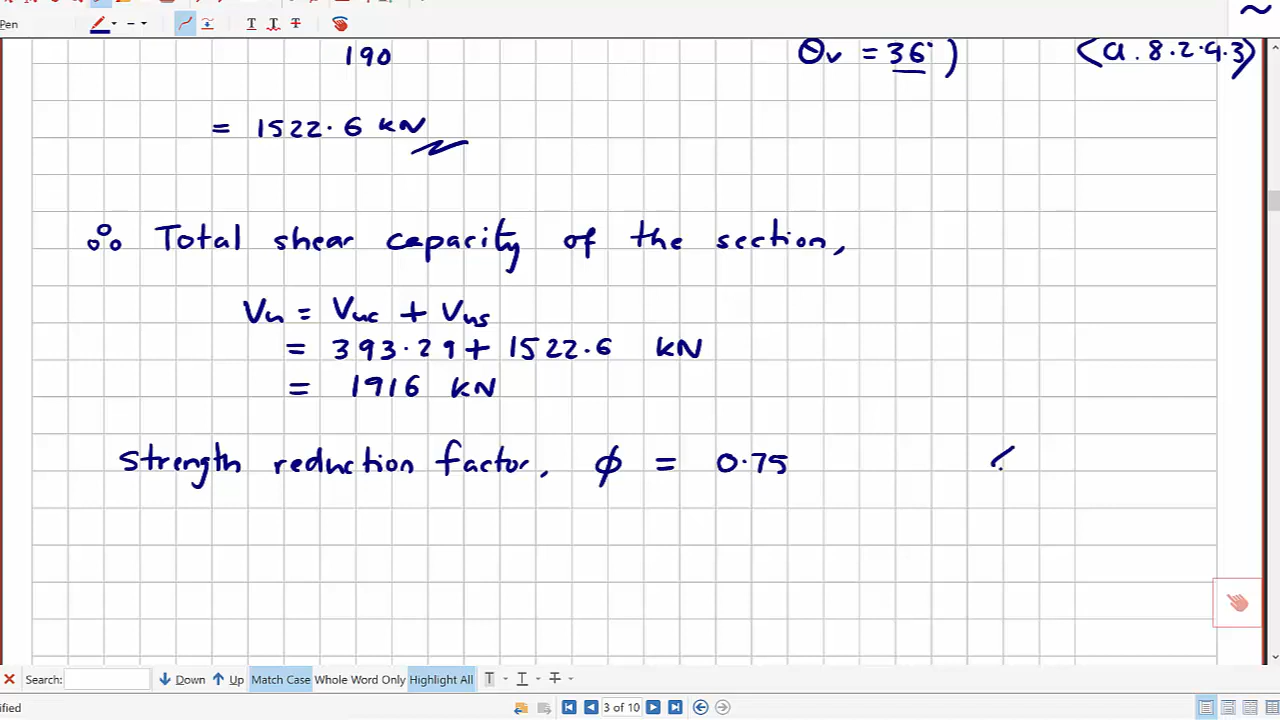 Pen
T T T
190
θv = 36° )
(Cl. 8.2.4.3)
= 1522.6 kN
∴ Total shear capacity of the section,
Vu = Vuc + Vus
= 393.29 + 1522.6 kN
= 1916 kN
Strength reduction factor, ϕ = 0.75 (
Search: Down Up Match Case Whole Word Only Highlight All T T T
ified 3 of 10